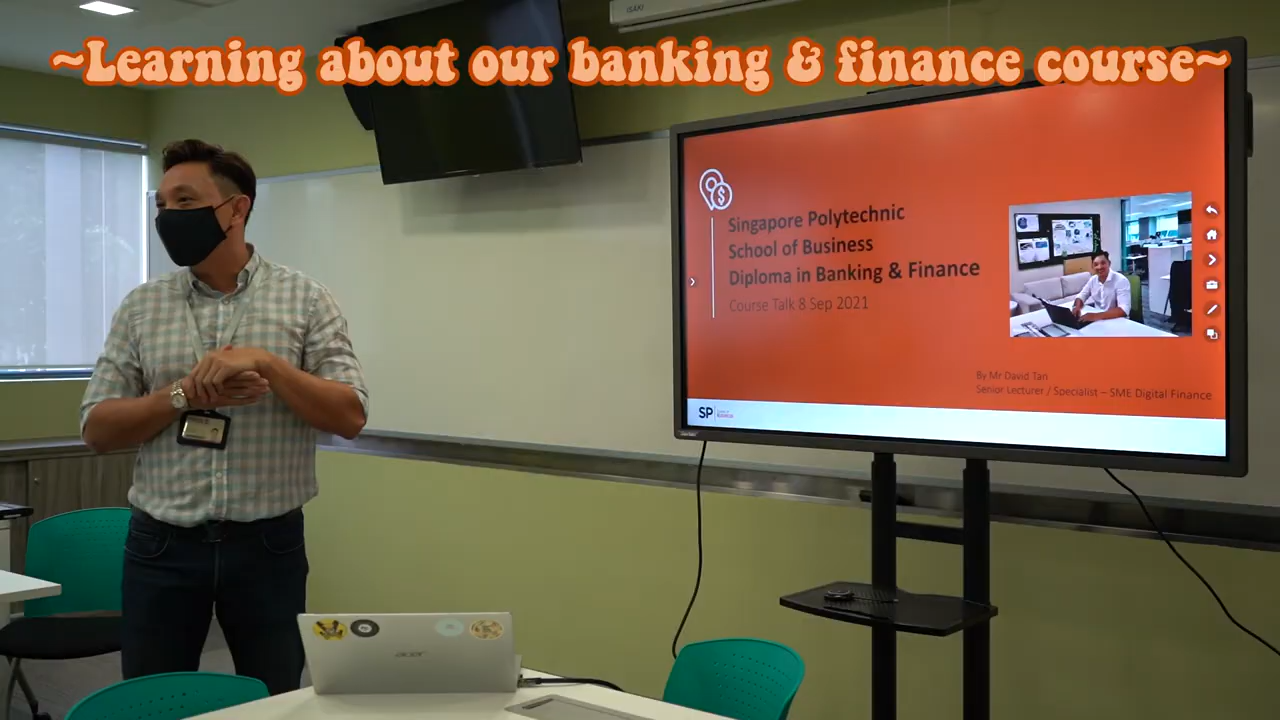 ~Learning about our banking & finance course~
Singapore Polytechnic
School of Business
Diploma in Banking & Finance
Course Talk 8 Sep 2021
By Mr David Tan
Senior Lecturer / Specialist – SME Digital Finance
SP
acer